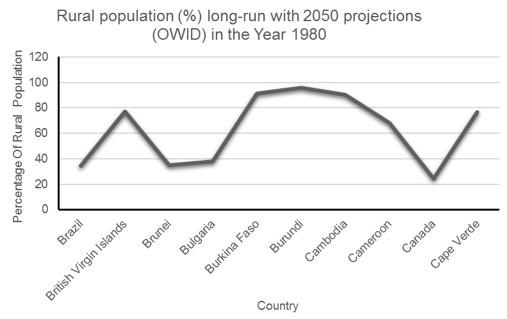 Rural population (%) long-run with 2050 projections
(OWID) in the Year 1980
Percentage Of Rural Population
120
100
80
60
40
20
0
Brazil
British Virgin Islands
Brunei
Bulgaria
Burkina Faso
Burundi
Cambodia
Cameroon
Canada
Cape Verde
Country